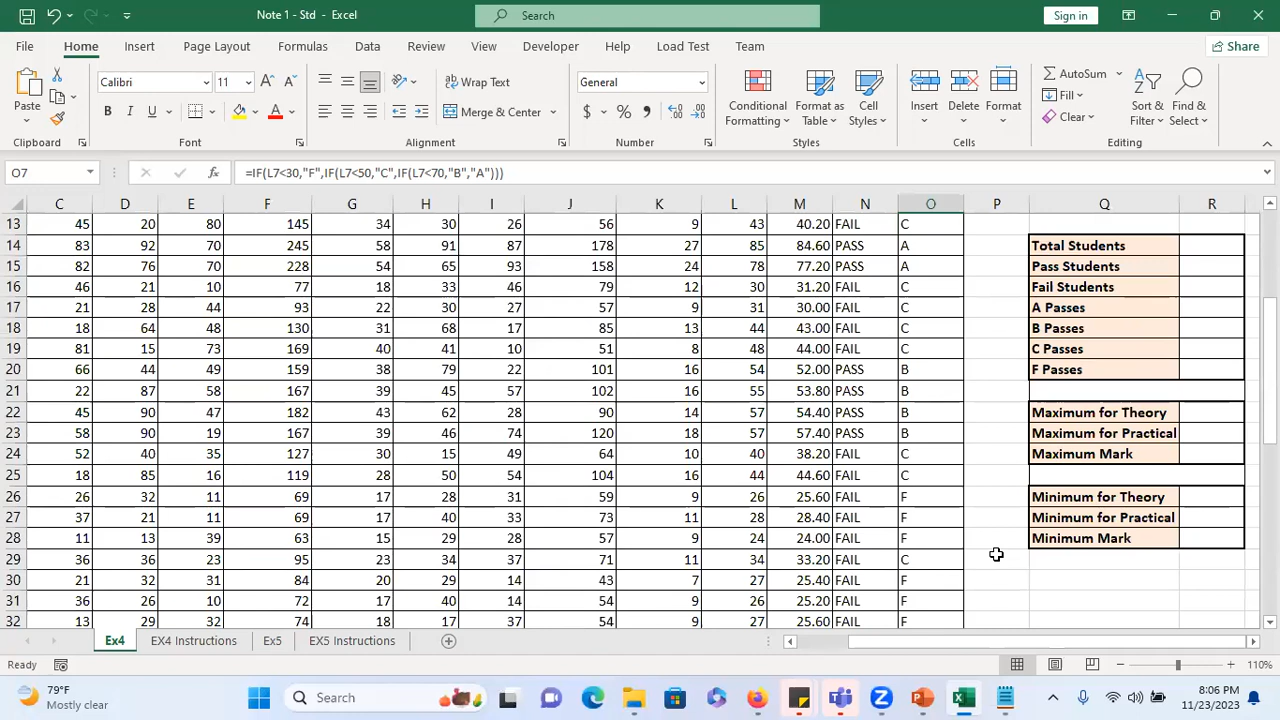 Note 1 - Std - Excel
Search
Sign in
File Home Insert Page Layout Formulas Data Review View Developer Help Load Test Team Share
Paste
Calibri 11
B I U
Wrap Text
Merge & Center
General
$ %
Conditional Formatting
Format as Table
Cell Styles
Insert
Delete
Format
AutoSum
Fill
Clear
Sort & Filter
Find & Select
Clipboard Font Alignment Number Styles Cells Editing
O7 fx =IF(L7<30,"F",IF(L7<50,"C",IF(L7<70,"B","A")))
C D E F G H I J K L M N O P Q R
13 45 20 80 145 34 30 26 56 9 43 40.20 FAIL C
14 83 92 70 245 58 91 87 178 27 85 84.60 PASS A Total Students
15 82 76 70 228 54 65 93 158 24 78 77.20 PASS A Pass Students
16 46 21 10 77 18 33 46 79 12 30 31.20 FAIL C Fail Students
17 21 28 44 93 22 30 27 57 9 31 30.00 FAIL C A Passes
18 18 64 48 130 31 68 17 85 13 44 43.00 FAIL C B Passes
19 81 15 73 169 40 41 10 51 8 48 44.00 FAIL C C Passes
20 66 44 49 159 38 79 22 101 16 54 52.00 PASS B F Passes
21 22 87 58 167 39 45 57 102 16 55 53.80 PASS B
22 45 90 47 182 43 62 28 90 14 57 54.40 PASS B Maximum for Theory
23 58 90 19 167 39 46 74 120 18 57 57.40 PASS B Maximum for Practical
24 52 40 35 127 30 15 49 64 10 40 38.20 FAIL C Maximum Mark
25 18 85 16 119 28 50 54 104 16 44 44.60 FAIL C
26 26 32 11 69 17 28 31 59 9 26 25.60 FAIL F Minimum for Theory
27 37 21 11 69 17 40 33 73 11 28 28.40 FAIL F Minimum for Practical
28 11 13 39 63 15 29 28 57 9 24 24.00 FAIL F Minimum Mark
29 36 36 23 95 23 34 37 71 11 34 33.20 FAIL C
30 21 32 31 84 20 29 14 43 7 27 25.40 FAIL F
31 36 26 10 72 17 40 14 54 9 26 25.20 FAIL F
32 13 29 32 74 18 17 37 54 9 27 25.60 FAIL F
Ex4 EX4 Instructions Ex5 EX5 Instructions
Ready 110%
79°F
Mostly clear
Search
8:06 PM
11/23/2023